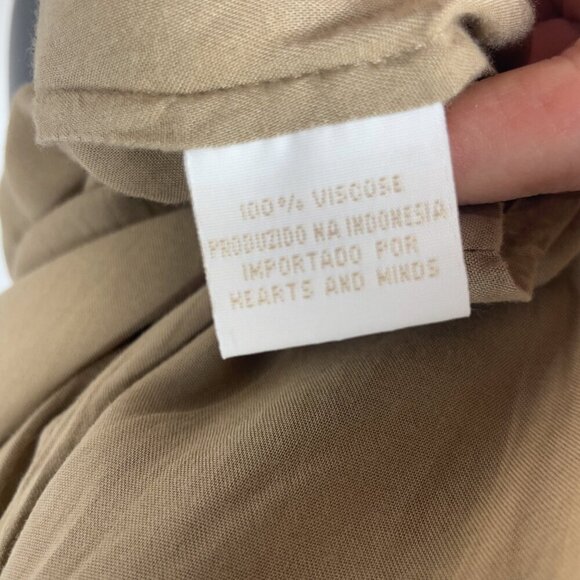 100% VISCOSE
PRODUZIDO NA INDONESIA
IMPORTADO POR
HEARTS AND MINDS